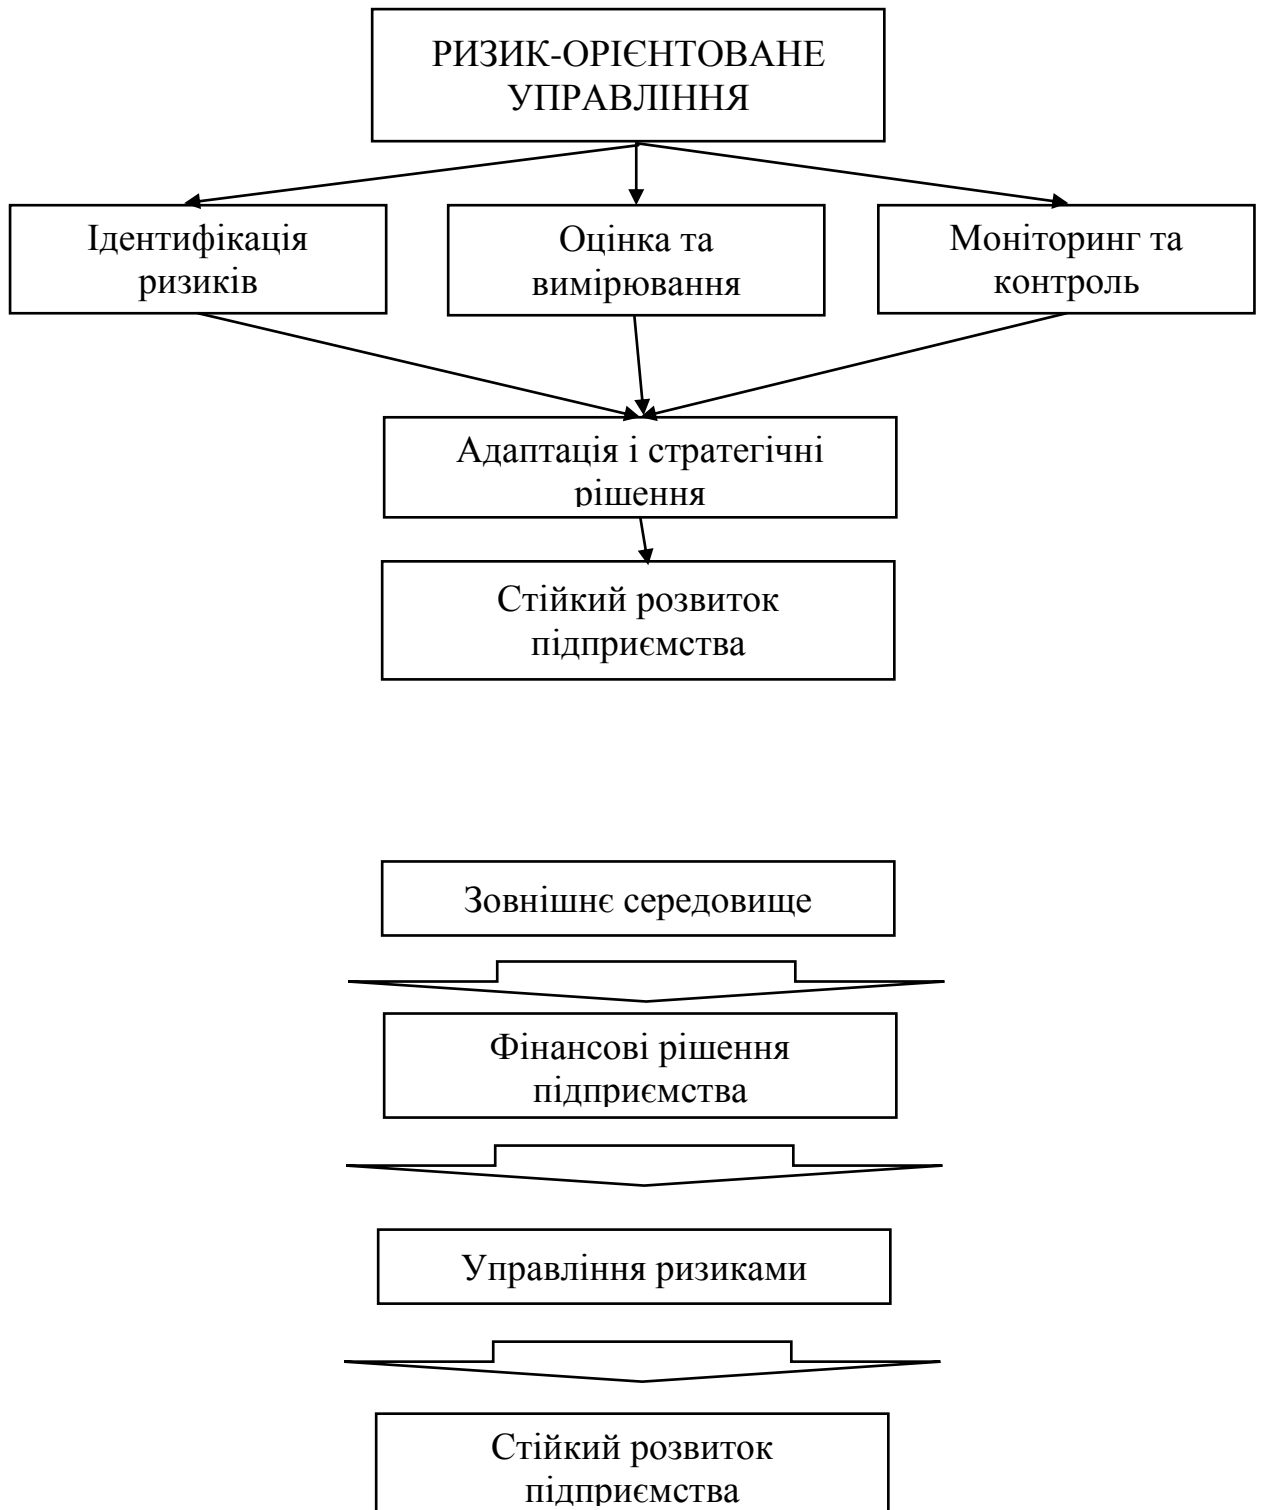 РИЗИК-ОРІЄНТОВАНЕ
УПРАВЛІННЯ
Ідентифікація
ризиків
Оцінка та
вимірювання
Моніторинг та
контроль
Адаптація і стратегічні
рішення
Стійкий розвиток
підприємства
Зовнішнє середовище
Фінансові рішення
підприємства
Управління ризиками
Стійкий розвиток
підприємства